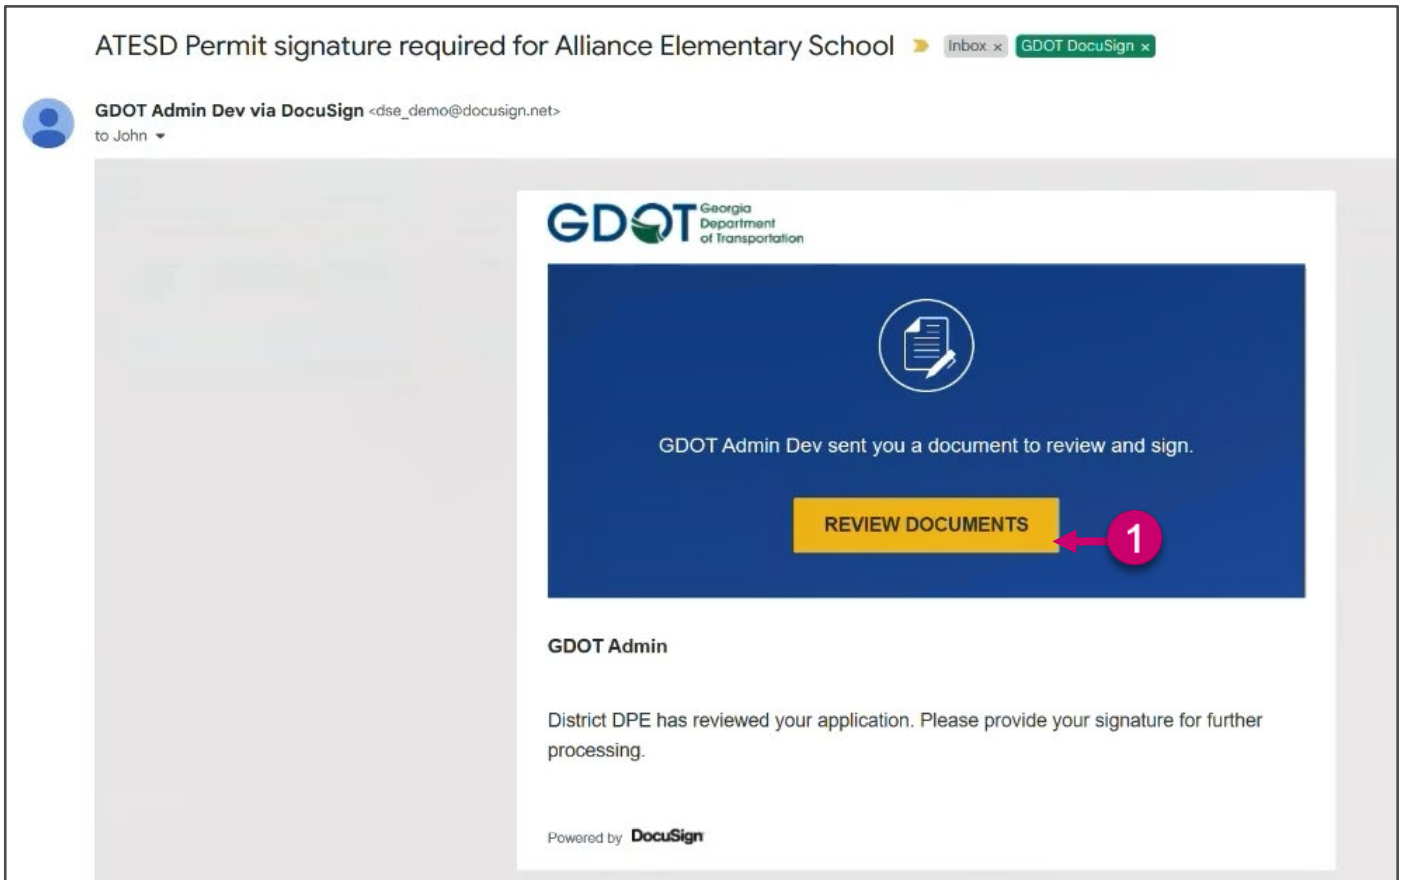 ATESD Permit signature required for Alliance Elementary School Inbox × GDOT DocuSign ×
GDOT Admin Dev via DocuSign <dse_demo@docusign.net>
to John
GDOT Georgia
Department
of Transportation
GDOT Admin Dev sent you a document to review and sign.
REVIEW DOCUMENTS
1
GDOT Admin
District DPE has reviewed your application. Please provide your signature for further
processing.
Powered by DocuSign